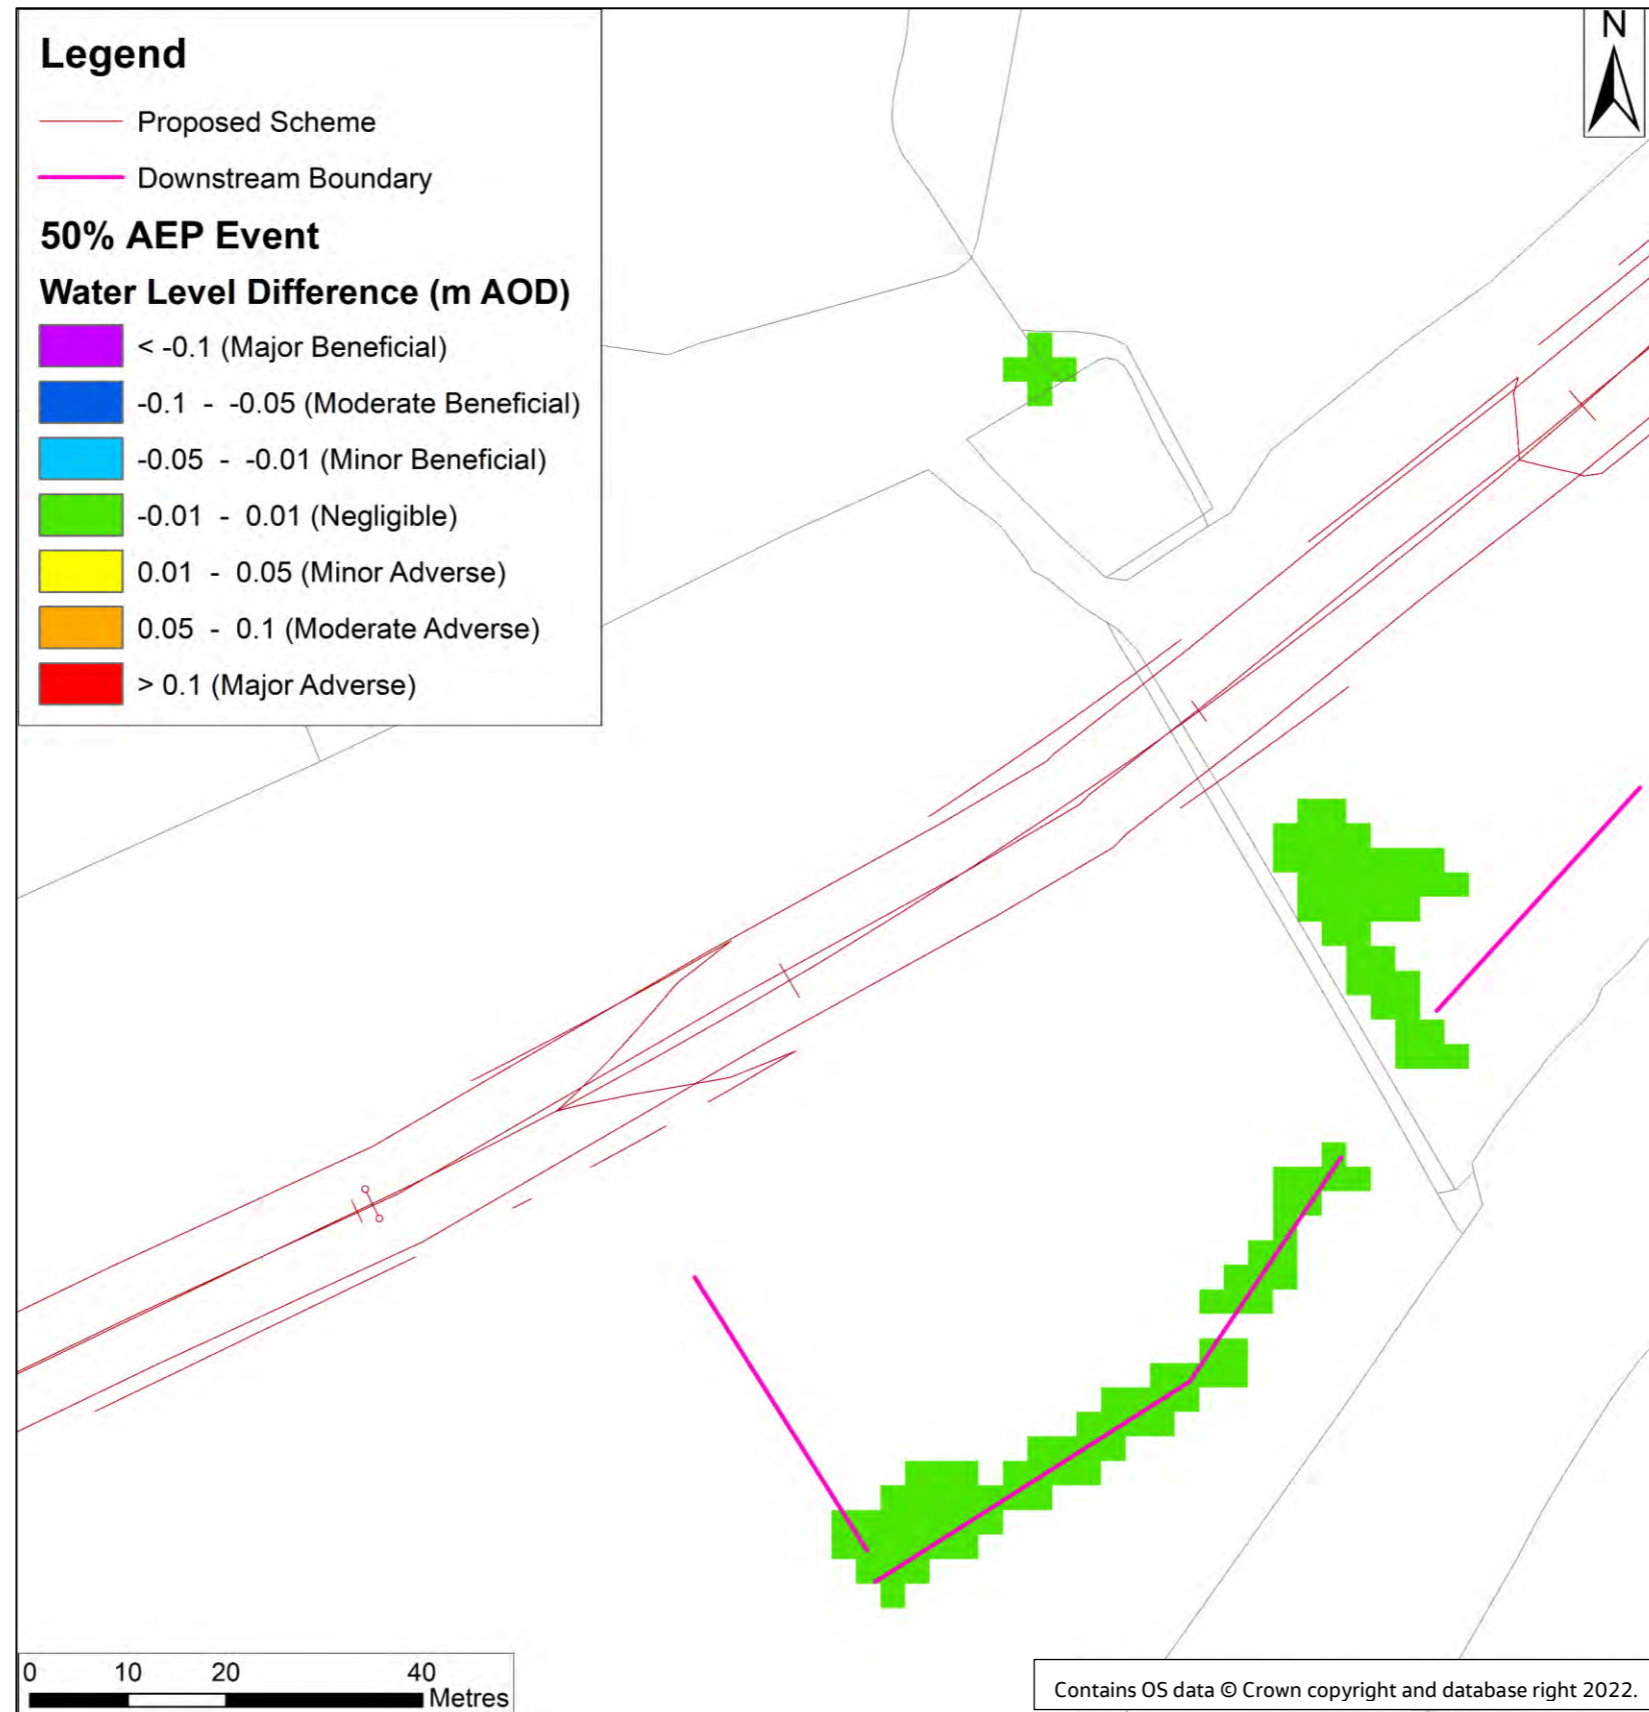 Legend
Proposed Scheme
Downstream Boundary
50% AEP Event
Water Level Difference (m AOD)
< -0.1 (Major Beneficial)
-0.1 - -0.05 (Moderate Beneficial)
-0.05 - -0.01 (Minor Beneficial)
-0.01 - 0.01 (Negligible)
0.01 - 0.05 (Minor Adverse)
0.05 - 0.1 (Moderate Adverse)
> 0.1 (Major Adverse)
N
0 10 20 40
Metres
Contains OS data © Crown copyright and database right 2022.